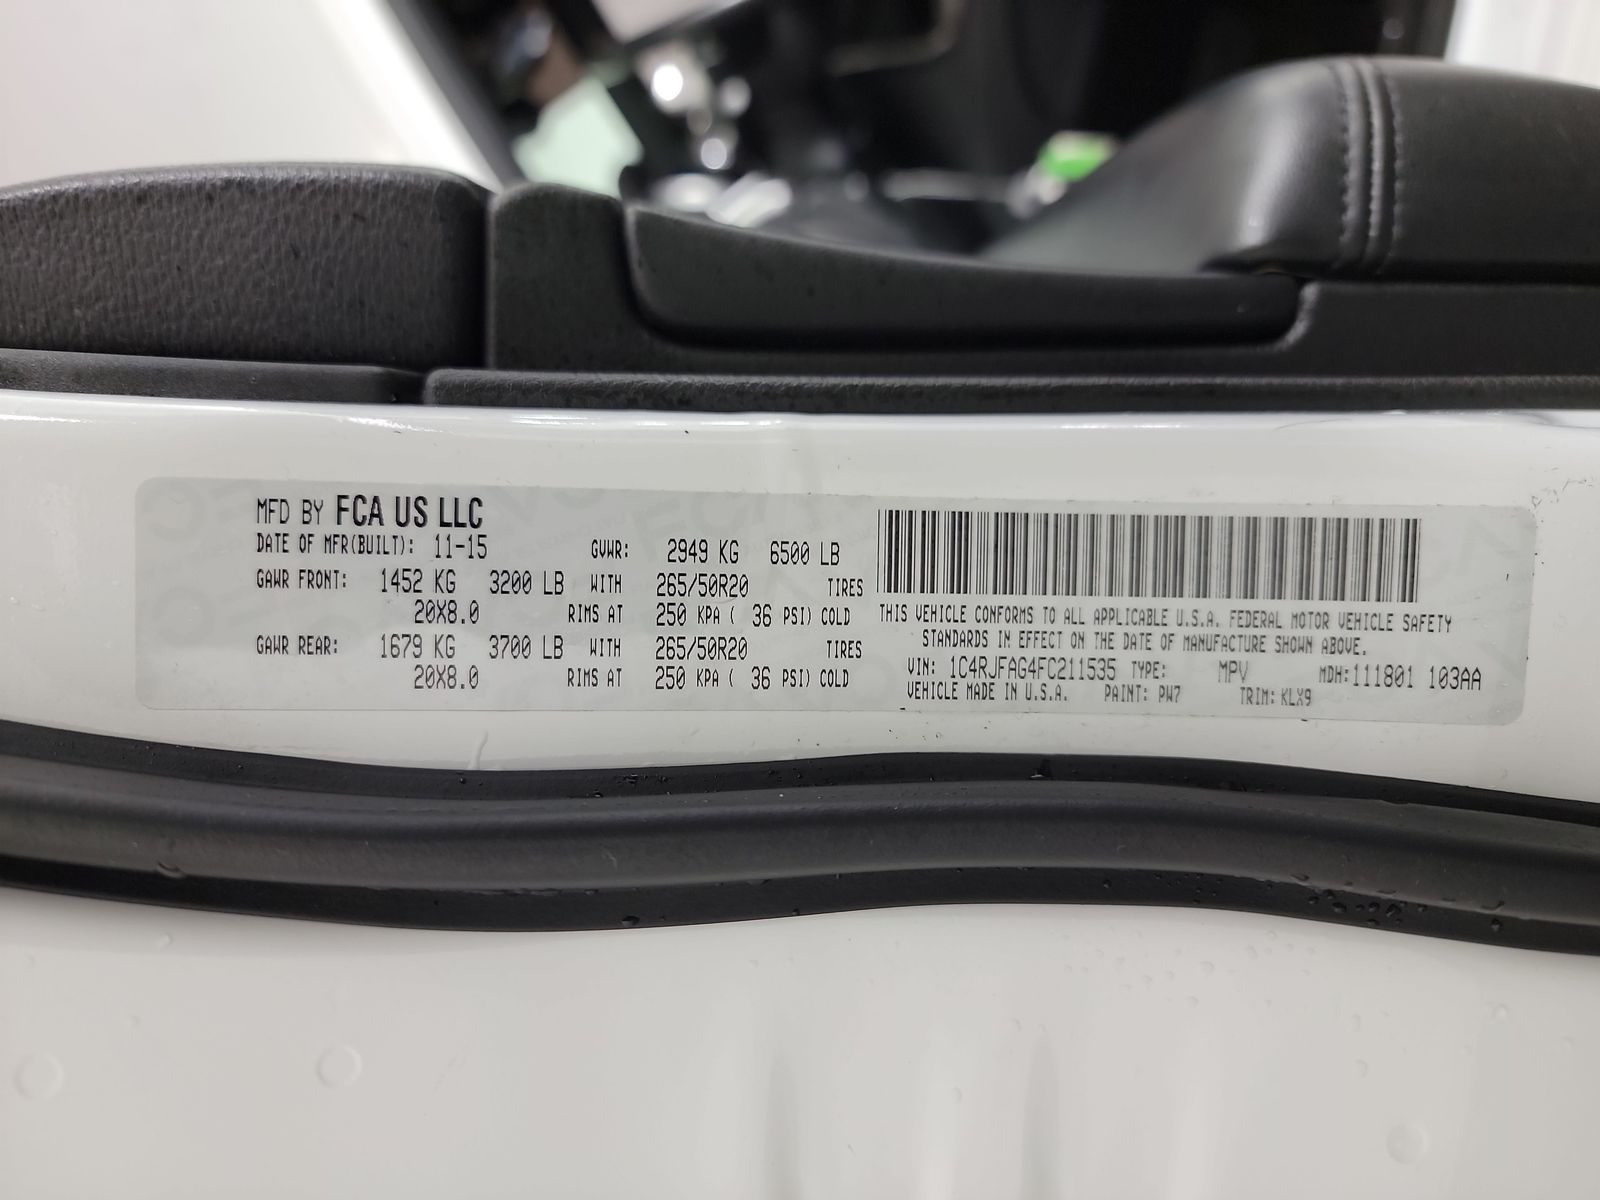 MFD BY FCA US LLC
DATE OF MFR(BUILT): 11-15 GVWR: 2949 KG 6500 LB
GAWR FRONT: 1452 KG 3200 LB WITH 265/50R20 TIRES
20X8.0 RIMS AT 250 KPA ( 36 PSI) COLD
GAWR REAR: 1679 KG 3700 LB WITH 265/50R20 TIRES
20X8.0 RIMS AT 250 KPA ( 36 PSI) COLD
THIS VEHICLE CONFORMS TO ALL APPLICABLE U.S.A. FEDERAL MOTOR VEHICLE SAFETY
STANDARDS IN EFFECT ON THE DATE OF MANUFACTURE SHOWN ABOVE.
VIN: 1C4RJFAG4FC211535 TYPE: MPV MDH:111801 103AA
VEHICLE MADE IN U.S.A. PAINT: PW7 TRIM: KLX9